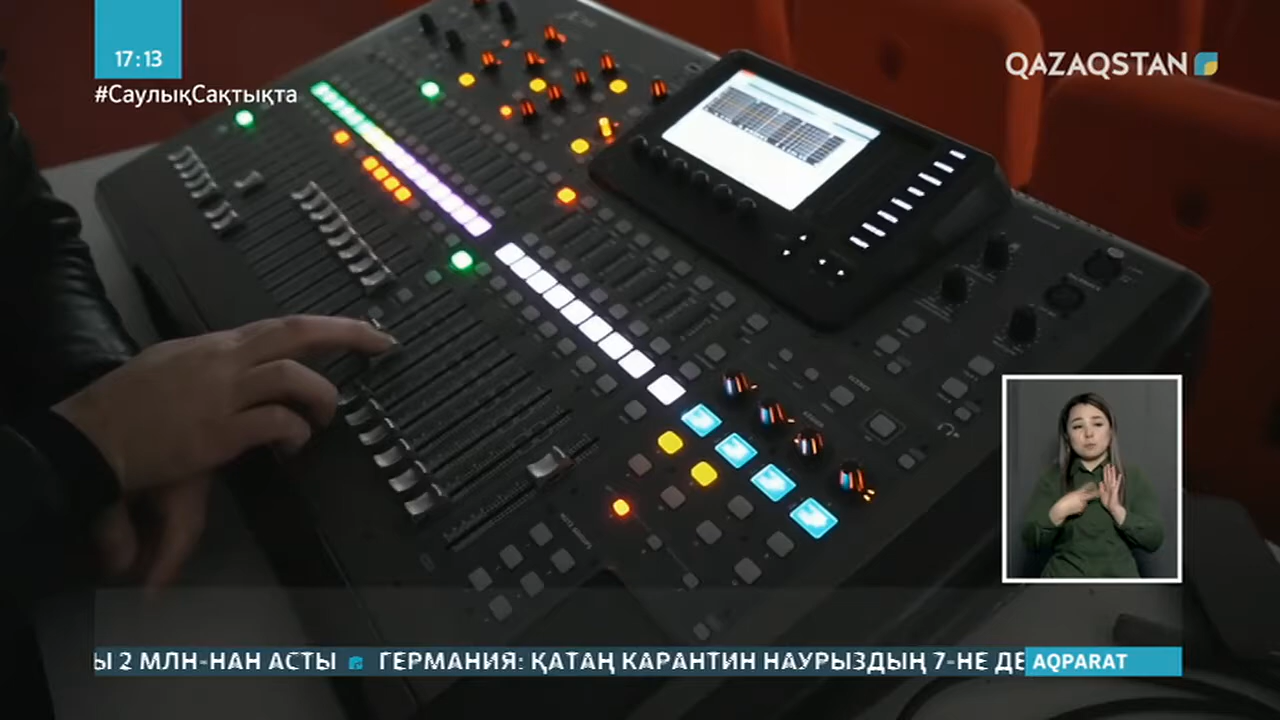 17:13
QAZAQSTAN
#СаулықСақтықта
Ы 2 МЛН-НАН АСТЫ ГЕРМАНИЯ: ҚАТАҢ КАРАНТИН НАУРЫЗДЫҢ 7-НЕ ДЕ
AQPARAT